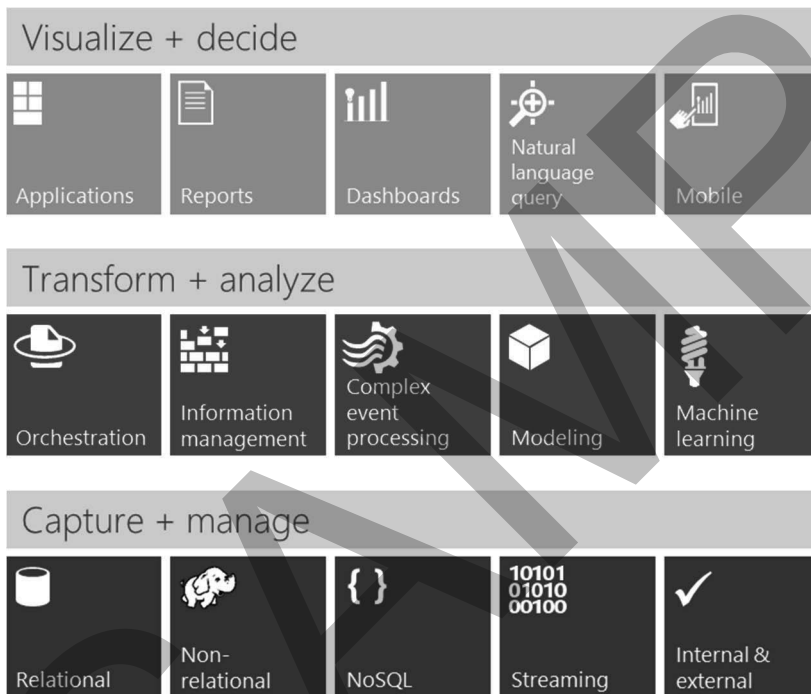 Visualize + decide
Applications
Reports
Dashboards
Natural
language
query
Mobile
Transform + analyze
Orchestration
Information
management
Complex
event
processing
Modeling
Machine
learning
Capture + manage
Relational
Non-
relational
{ }
NoSQL
10101
01010
00100
Streaming
Internal &
external